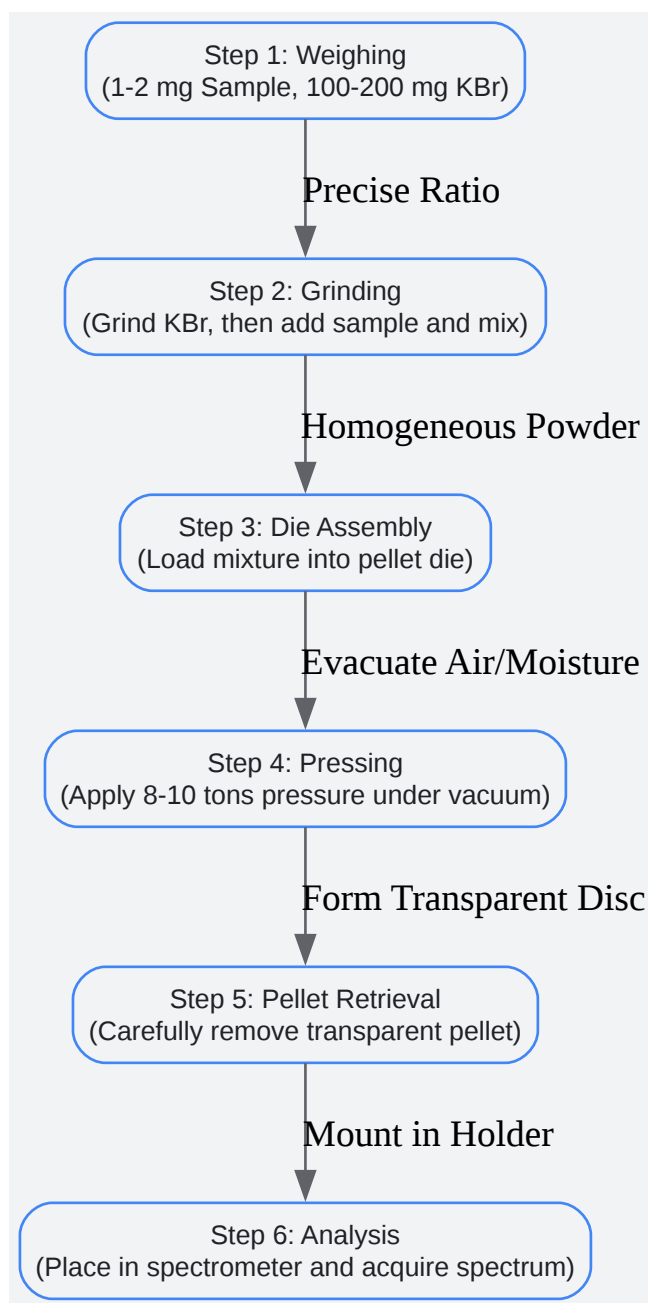 Step 1: Weighing
(1-2 mg Sample, 100-200 mg KBr)
Precise Ratio
Step 2: Grinding
(Grind KBr, then add sample and mix)
Homogeneous Powder
Step 3: Die Assembly
(Load mixture into pellet die)
Evacuate Air/Moisture
Step 4: Pressing
(Apply 8-10 tons pressure under vacuum)
Form Transparent Disc
Step 5: Pellet Retrieval
(Carefully remove transparent pellet)
Mount in Holder
Step 6: Analysis
(Place in spectrometer and acquire spectrum)